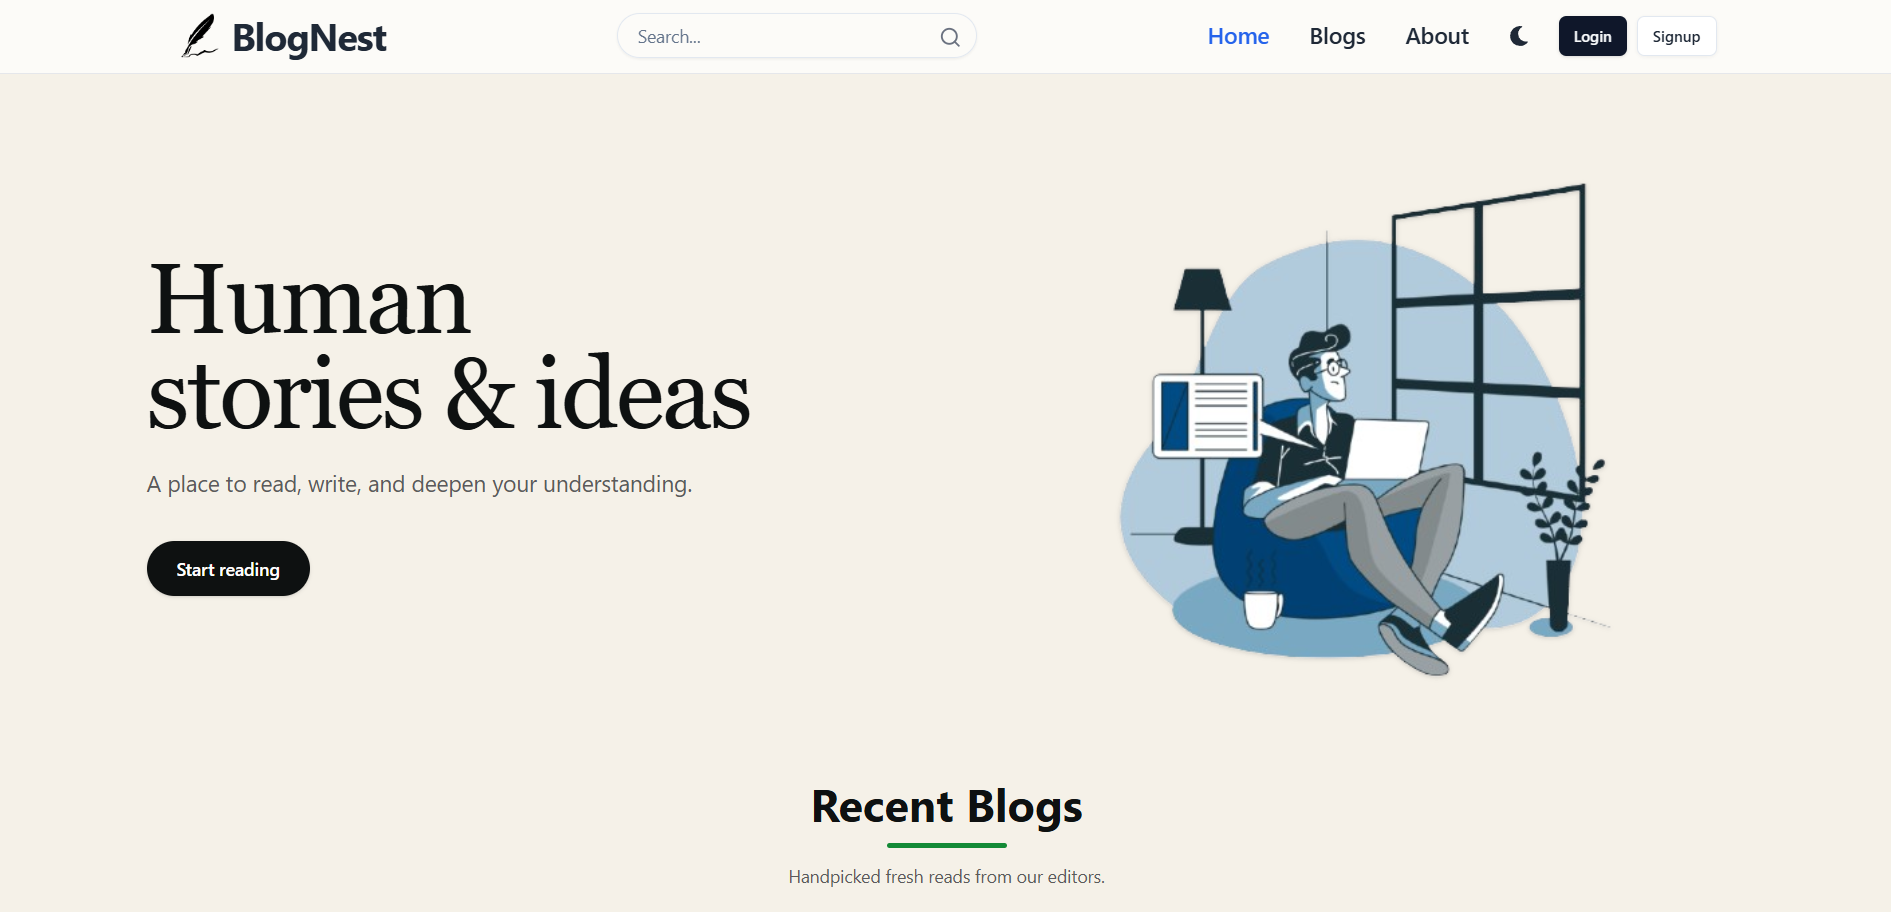 BlogNest
Search...
Home
Blogs
About
Login
Signup
Human
stories & ideas
A place to read, write, and deepen your understanding.
Start reading
Recent Blogs
Handpicked fresh reads from our editors.